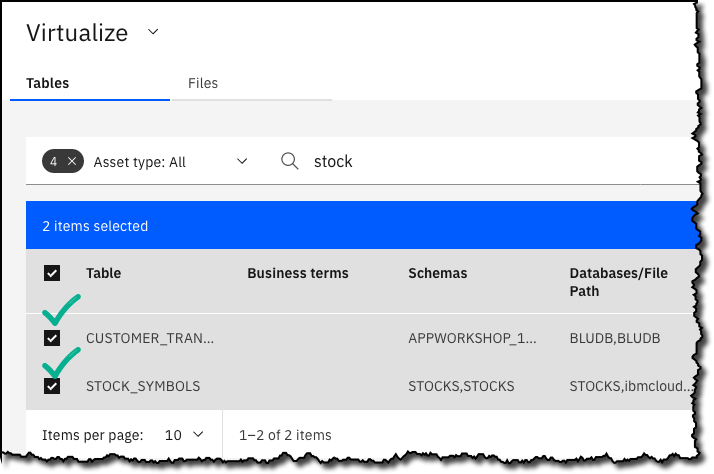 Virtualize
Tables Files
4 × Asset type: All stock
2 items selected
Table Business terms Schemas Databases/File
Path
CUSTOMER_TRAN... APPWORKSHOP_1... BLUDB,BLUDB
STOCK_SYMBOLS STOCKS,STOCKS STOCKS,ibmcloud...
Items per page: 10 1–2 of 2 items